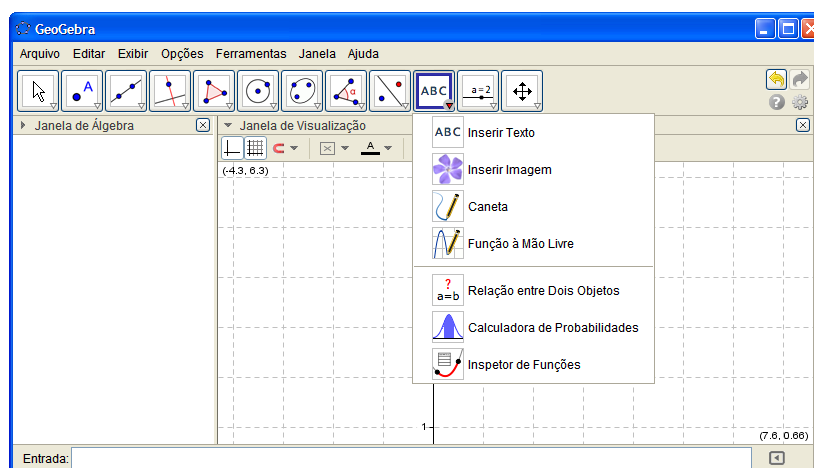 GeoGebra
Arquivo Editar Exibir Opções Ferramentas Janela Ajuda
A α ABC a=2
Janela de Álgebra Janela de Visualização
A
(-4.3, 6.3)
ABC Inserir Texto
Inserir Imagem
Caneta
Função à Mão Livre
? a=b Relação entre Dois Objetos
Calculadora de Probabilidades
Inspetor de Funções
1
(7.6, 0.66)
Entrada: